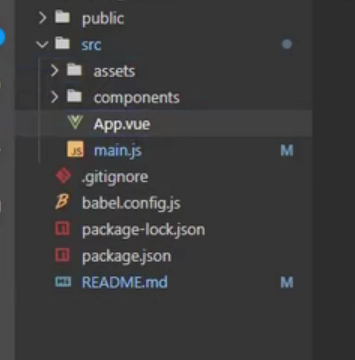 public
src
assets
components
App.vue
JS main.js M
.gitignore
babel.config.js
package-lock.json
package.json
README.md M